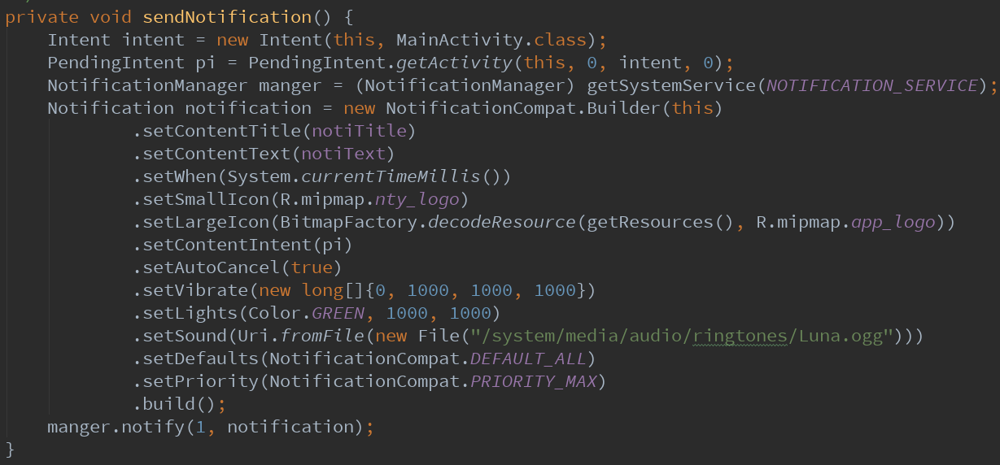 private void sendNotification() {
    Intent intent = new Intent(this, MainActivity.class);
    PendingIntent pi = PendingIntent.getActivity(this, 0, intent, 0);
    NotificationManager manger = (NotificationManager) getSystemService(NOTIFICATION_SERVICE);
    Notification notification = new NotificationCompat.Builder(this)
            .setContentTitle(notiTitle)
            .setContentText(notiText)
            .setWhen(System.currentTimeMillis())
            .setSmallIcon(R.mipmap.nty_logo)
            .setLargeIcon(BitmapFactory.decodeResource(getResources(), R.mipmap.app_logo))
            .setContentIntent(pi)
            .setAutoCancel(true)
            .setVibrate(new long[]{0, 1000, 1000, 1000})
            .setLights(Color.GREEN, 1000, 1000)
            .setSound(Uri.fromFile(new File("/system/media/audio/ringtones/Luna.ogg")))
            .setDefaults(NotificationCompat.DEFAULT_ALL)
            .setPriority(NotificationCompat.PRIORITY_MAX)
            .build();
    manger.notify(1, notification);
}